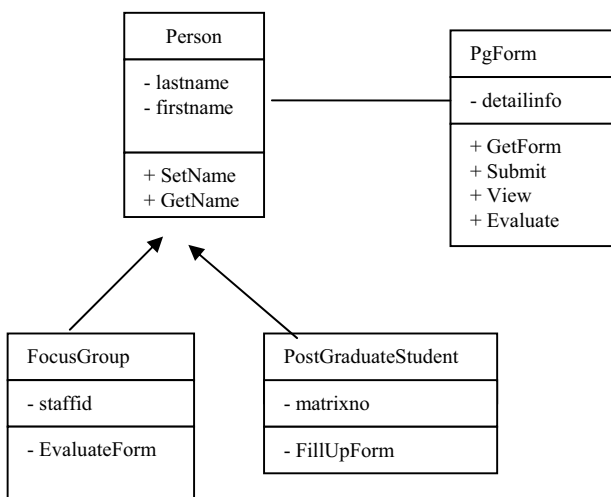 Person
- lastname
- firstname
+ SetName
+ GetName
PgForm
- detailinfo
+ GetForm
+ Submit
+ View
+ Evaluate
FocusGroup
- staffid
- EvaluateForm
PostGraduateStudent
- matrixno
- FillUpForm